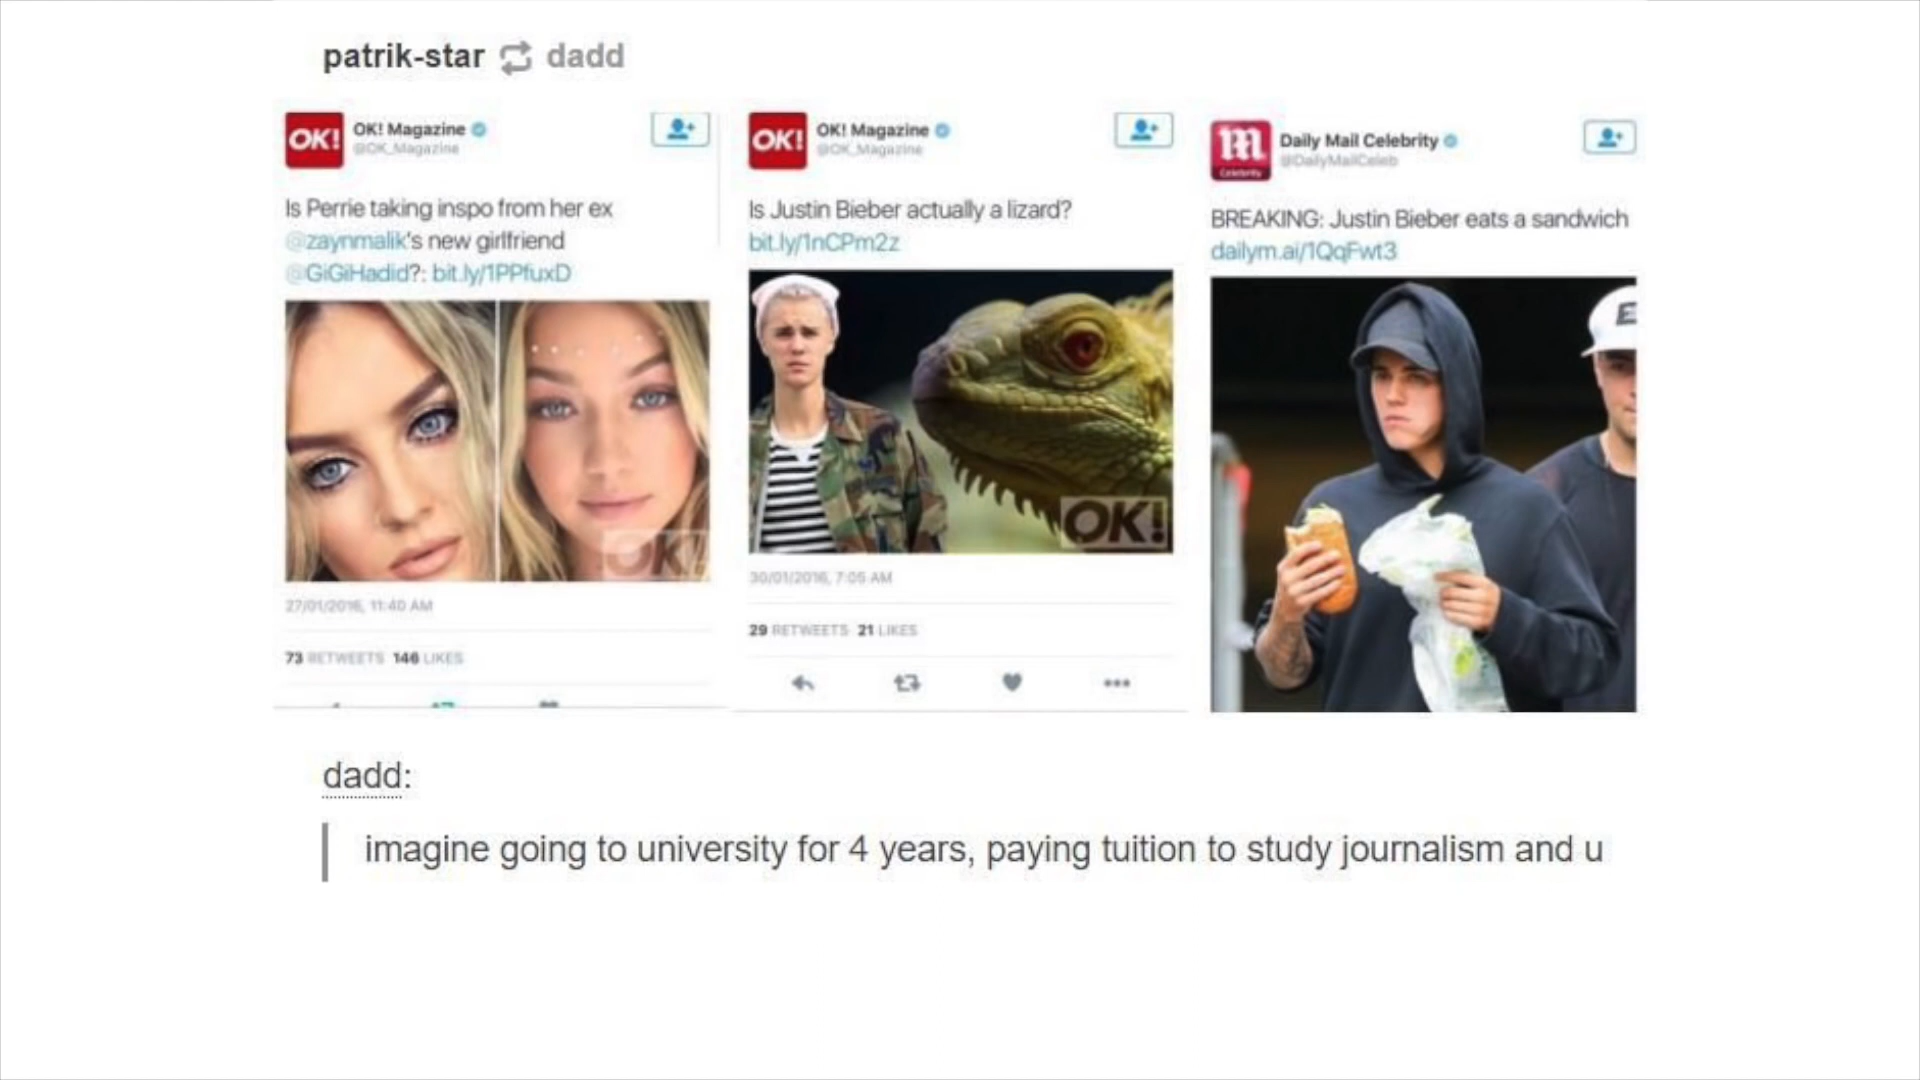 patrik-star dadd
OK!
OK! Magazine
@OK_Magazine
Is Perrie taking inspo from her ex
@zaynmalik's new girlfriend
@GiGiHadid?: bit.ly/1PPfuxD
OK!
27/01/2016, 11:40 AM
73 RETWEETS 146 LIKES
OK!
OK! Magazine
@OK_Magazine
Is Justin Bieber actually a lizard?
bit.ly/1nCPm2z
OK!
30/01/2016, 7:05 AM
29 RETWEETS 21 LIKES
m
Celebrity
Daily Mail Celebrity
@DailyMailCeleb
BREAKING: Justin Bieber eats a sandwich
dailym.ai/1QqFwt3
dadd:
imagine going to university for 4 years, paying tuition to study journalism and u